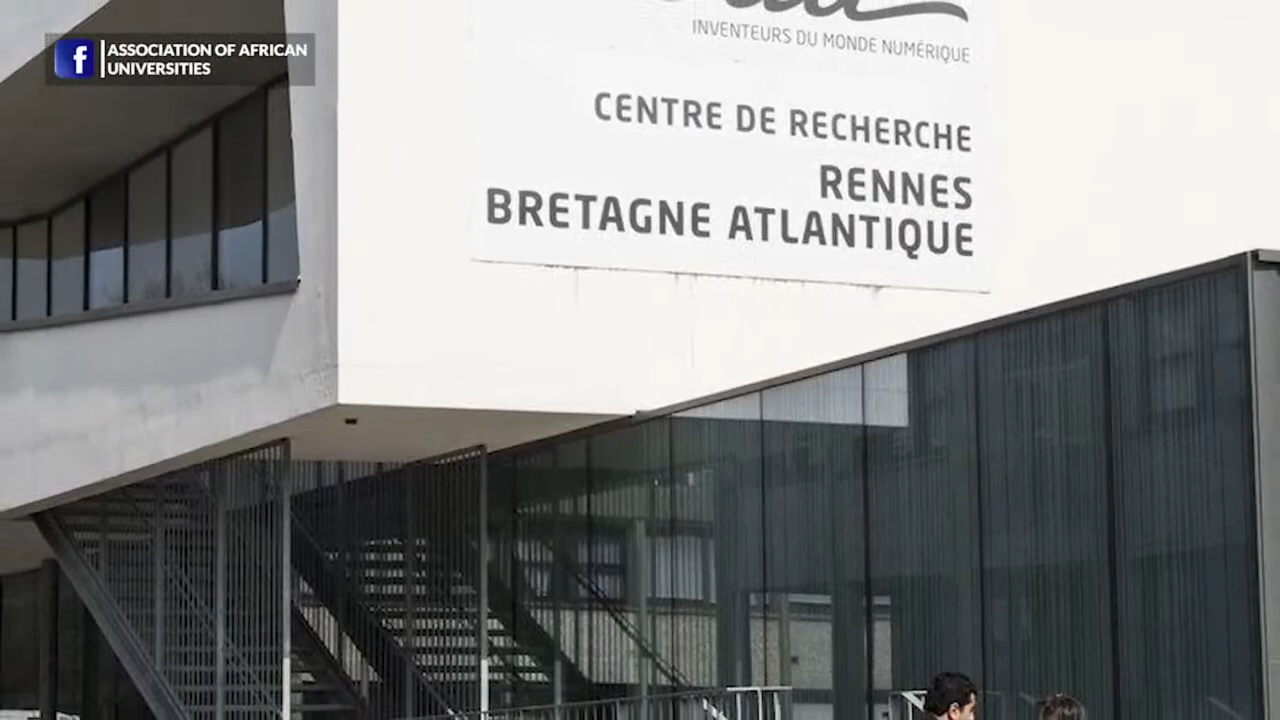 ASSOCIATION OF AFRICAN
UNIVERSITIES
INVENTEURS DU MONDE NUMÉRIQUE
CENTRE DE RECHERCHE
RENNES
BRETAGNE ATLANTIQUE